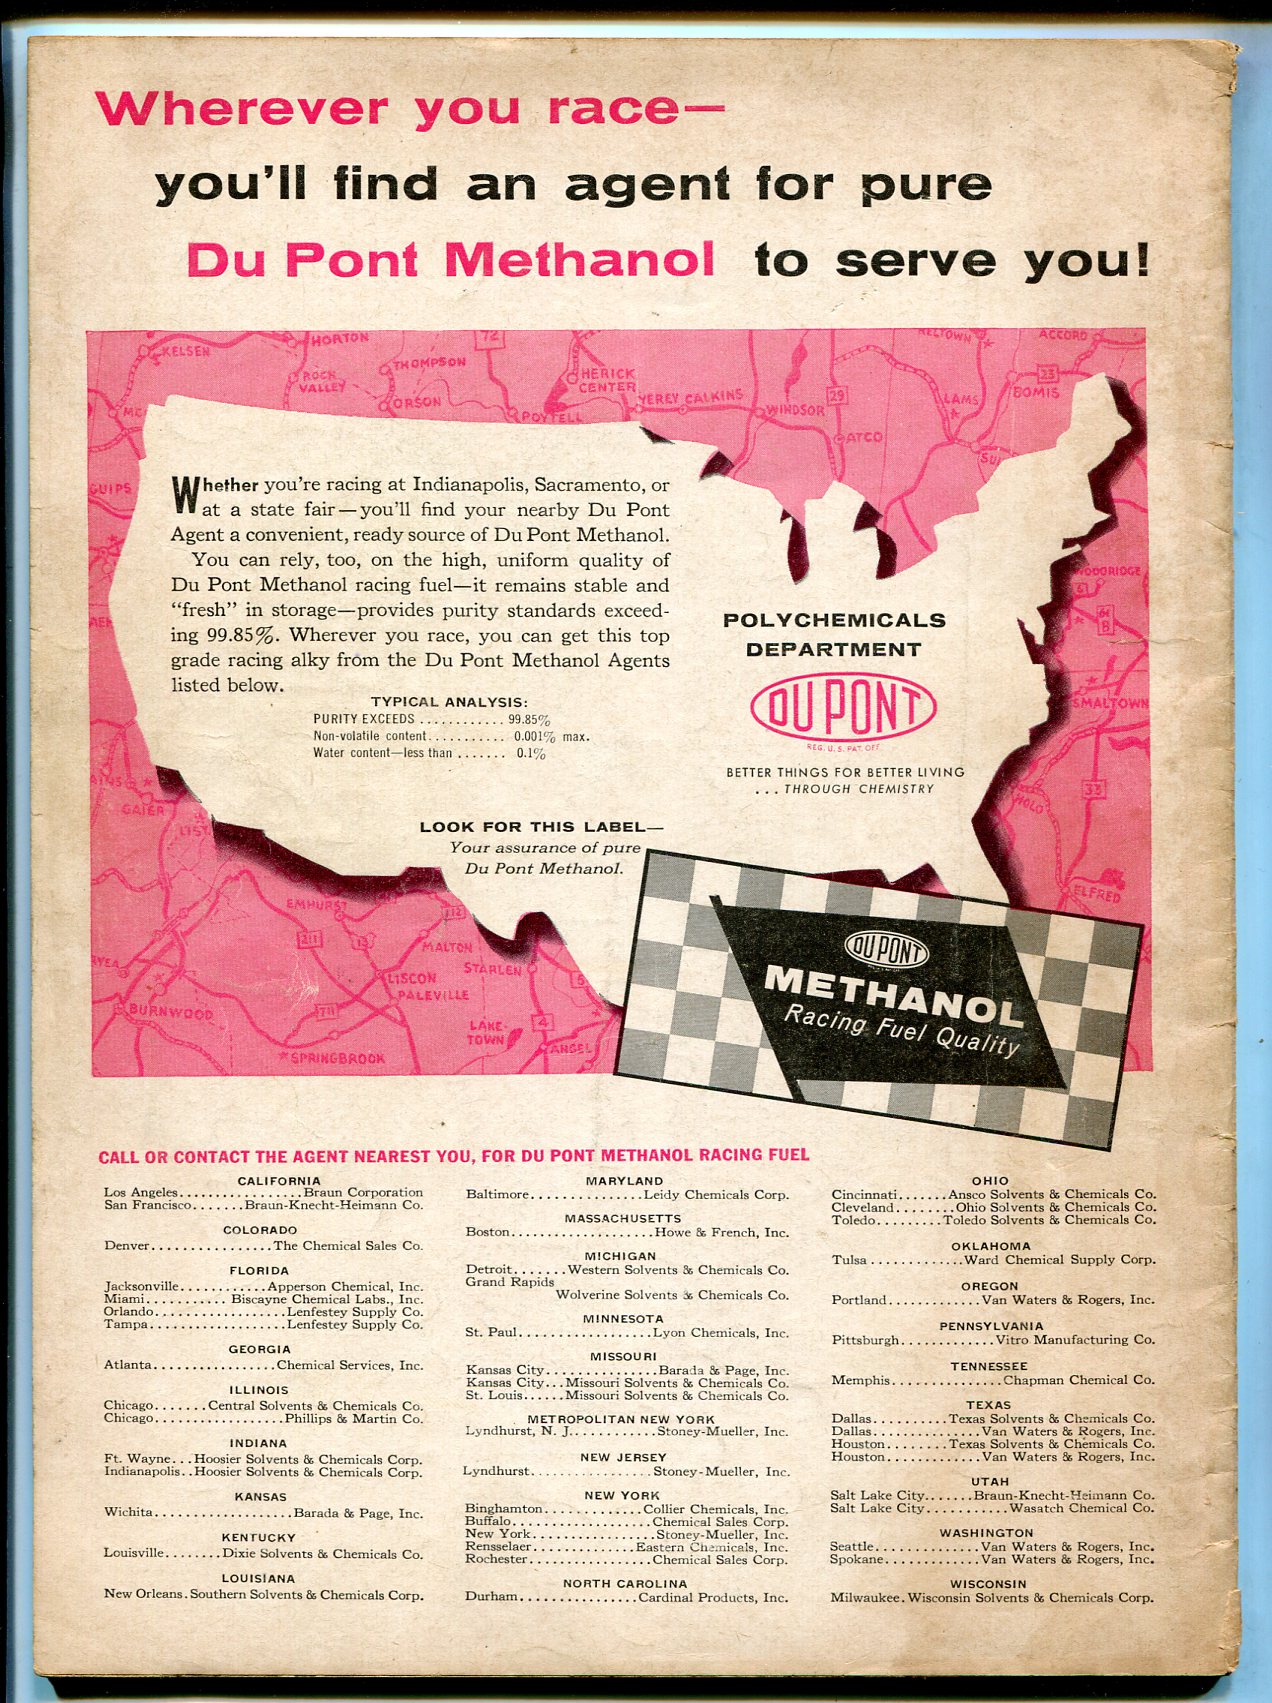 Wherever you race—
you'll find an agent for pure
Du Pont Methanol to serve you!
KELSEN
HORTON
ROCK
VALLEY
THOMPSON
ORSON
72
POYTELL
HERICK
CENTER
YEREY
CALKINS
WINDSOR
29
ATCO
LAMS
ACCORD
23
BOMIS
GUIPS
WOODRIDGE
SMALTOWN
33
HOLO
ELFRED
GAIER
EMHURST
211
13
112
MALTON
STARLEN
LISCON
PALEVILLE
BURNWOOD
711
SPRINGBROOK
LAKE-
TOWN
4
ANGEL
Whether you're racing at Indianapolis, Sacramento, or
at a state fair—you'll find your nearby Du Pont
Agent a convenient, ready source of Du Pont Methanol.
You can rely, too, on the high, uniform quality of
Du Pont Methanol racing fuel—it remains stable and
“fresh” in storage—provides purity standards exceed-
ing 99.85%. Wherever you race, you can get this top
grade racing alky from the Du Pont Methanol Agents
listed below.
TYPICAL ANALYSIS:
PURITY EXCEEDS ............ 99.85%
Non-volatile content........... 0.001% max.
Water content—less than ....... 0.1%
POLYCHEMICALS
DEPARTMENT
DU PONT
REG. U. S. PAT. OFF.
BETTER THINGS FOR BETTER LIVING
. . . THROUGH CHEMISTRY
LOOK FOR THIS LABEL—
Your assurance of pure
Du Pont Methanol.
DU PONT
METHANOL
Racing Fuel Quality
CALL OR CONTACT THE AGENT NEAREST YOU, FOR DU PONT METHANOL RACING FUEL
CALIFORNIA
Los Angeles.................Braun Corporation
San Francisco.......Braun-Knecht-Heimann Co.
COLORADO
Denver................The Chemical Sales Co.
FLORIDA
Jacksonville............Apperson Chemical, Inc.
Miami........... Biscayne Chemical Labs., Inc.
Orlando..................Lenfestey Supply Co.
Tampa..................Lenfestey Supply Co.
GEORGIA
Atlanta................Chemical Services, Inc.
ILLINOIS
Chicago.......Central Solvents & Chemicals Co.
Chicago.................Phillips & Martin Co.
INDIANA
Ft. Wayne...Hoosier Solvents & Chemicals Corp.
Indianapolis..Hoosier Solvents & Chemicals Corp.
KANSAS
Wichita..................Barada & Page, Inc.
KENTUCKY
Louisville........Dixie Solvents & Chemicals Co.
LOUISIANA
New Orleans.Southern Solvents & Chemicals Corp.
MARYLAND
Baltimore...............Leidy Chemicals Corp.
MASSACHUSETTS
Boston...................Howe & French, Inc.
MICHIGAN
Detroit.......Western Solvents & Chemicals Co.
Grand Rapids
Wolverine Solvents & Chemicals Co.
MINNESOTA
St. Paul..................Lyon Chemicals, Inc.
MISSOURI
Kansas City...............Barada & Page, Inc.
Kansas City...Missouri Solvents & Chemicals Co.
St. Louis......Missouri Solvents & Chemicals Co.
METROPOLITAN NEW YORK
Lyndhurst, N. J............Stoney-Mueller, Inc.
NEW JERSEY
Lyndhurst................Stoney-Mueller, Inc.
NEW YORK
Binghamton.............Collier Chemicals, Inc.
Buffalo..................Chemical Sales Corp.
New York................Stoney-Mueller, Inc.
Rensselaer..............Eastern Chemicals, Inc.
Rochester................Chemical Sales Corp.
NORTH CAROLINA
Durham................Cardinal Products, Inc.
OHIO
Cincinnati.......Ansco Solvents & Chemicals Co.
Cleveland........Ohio Solvents & Chemicals Co.
Toledo.........Toledo Solvents & Chemicals Co.
OKLAHOMA
Tulsa.............Ward Chemical Supply Corp.
OREGON
Portland............Van Waters & Rogers, Inc.
PENNSYLVANIA
Pittsburgh.............Vitro Manufacturing Co.
TENNESSEE
Memphis...............Chapman Chemical Co.
TEXAS
Dallas..........Texas Solvents & Chemicals Co.
Dallas..............Van Waters & Rogers, Inc.
Houston........Texas Solvents & Chemicals Co.
Houston............Van Waters & Rogers, Inc.
UTAH
Salt Lake City.......Braun-Knecht-Heimann Co.
Salt Lake City...........Wasatch Chemical Co.
WASHINGTON
Seattle..............Van Waters & Rogers, Inc.
Spokane............Van Waters & Rogers, Inc.
WISCONSIN
Milwaukee.Wisconsin Solvents & Chemicals Corp.